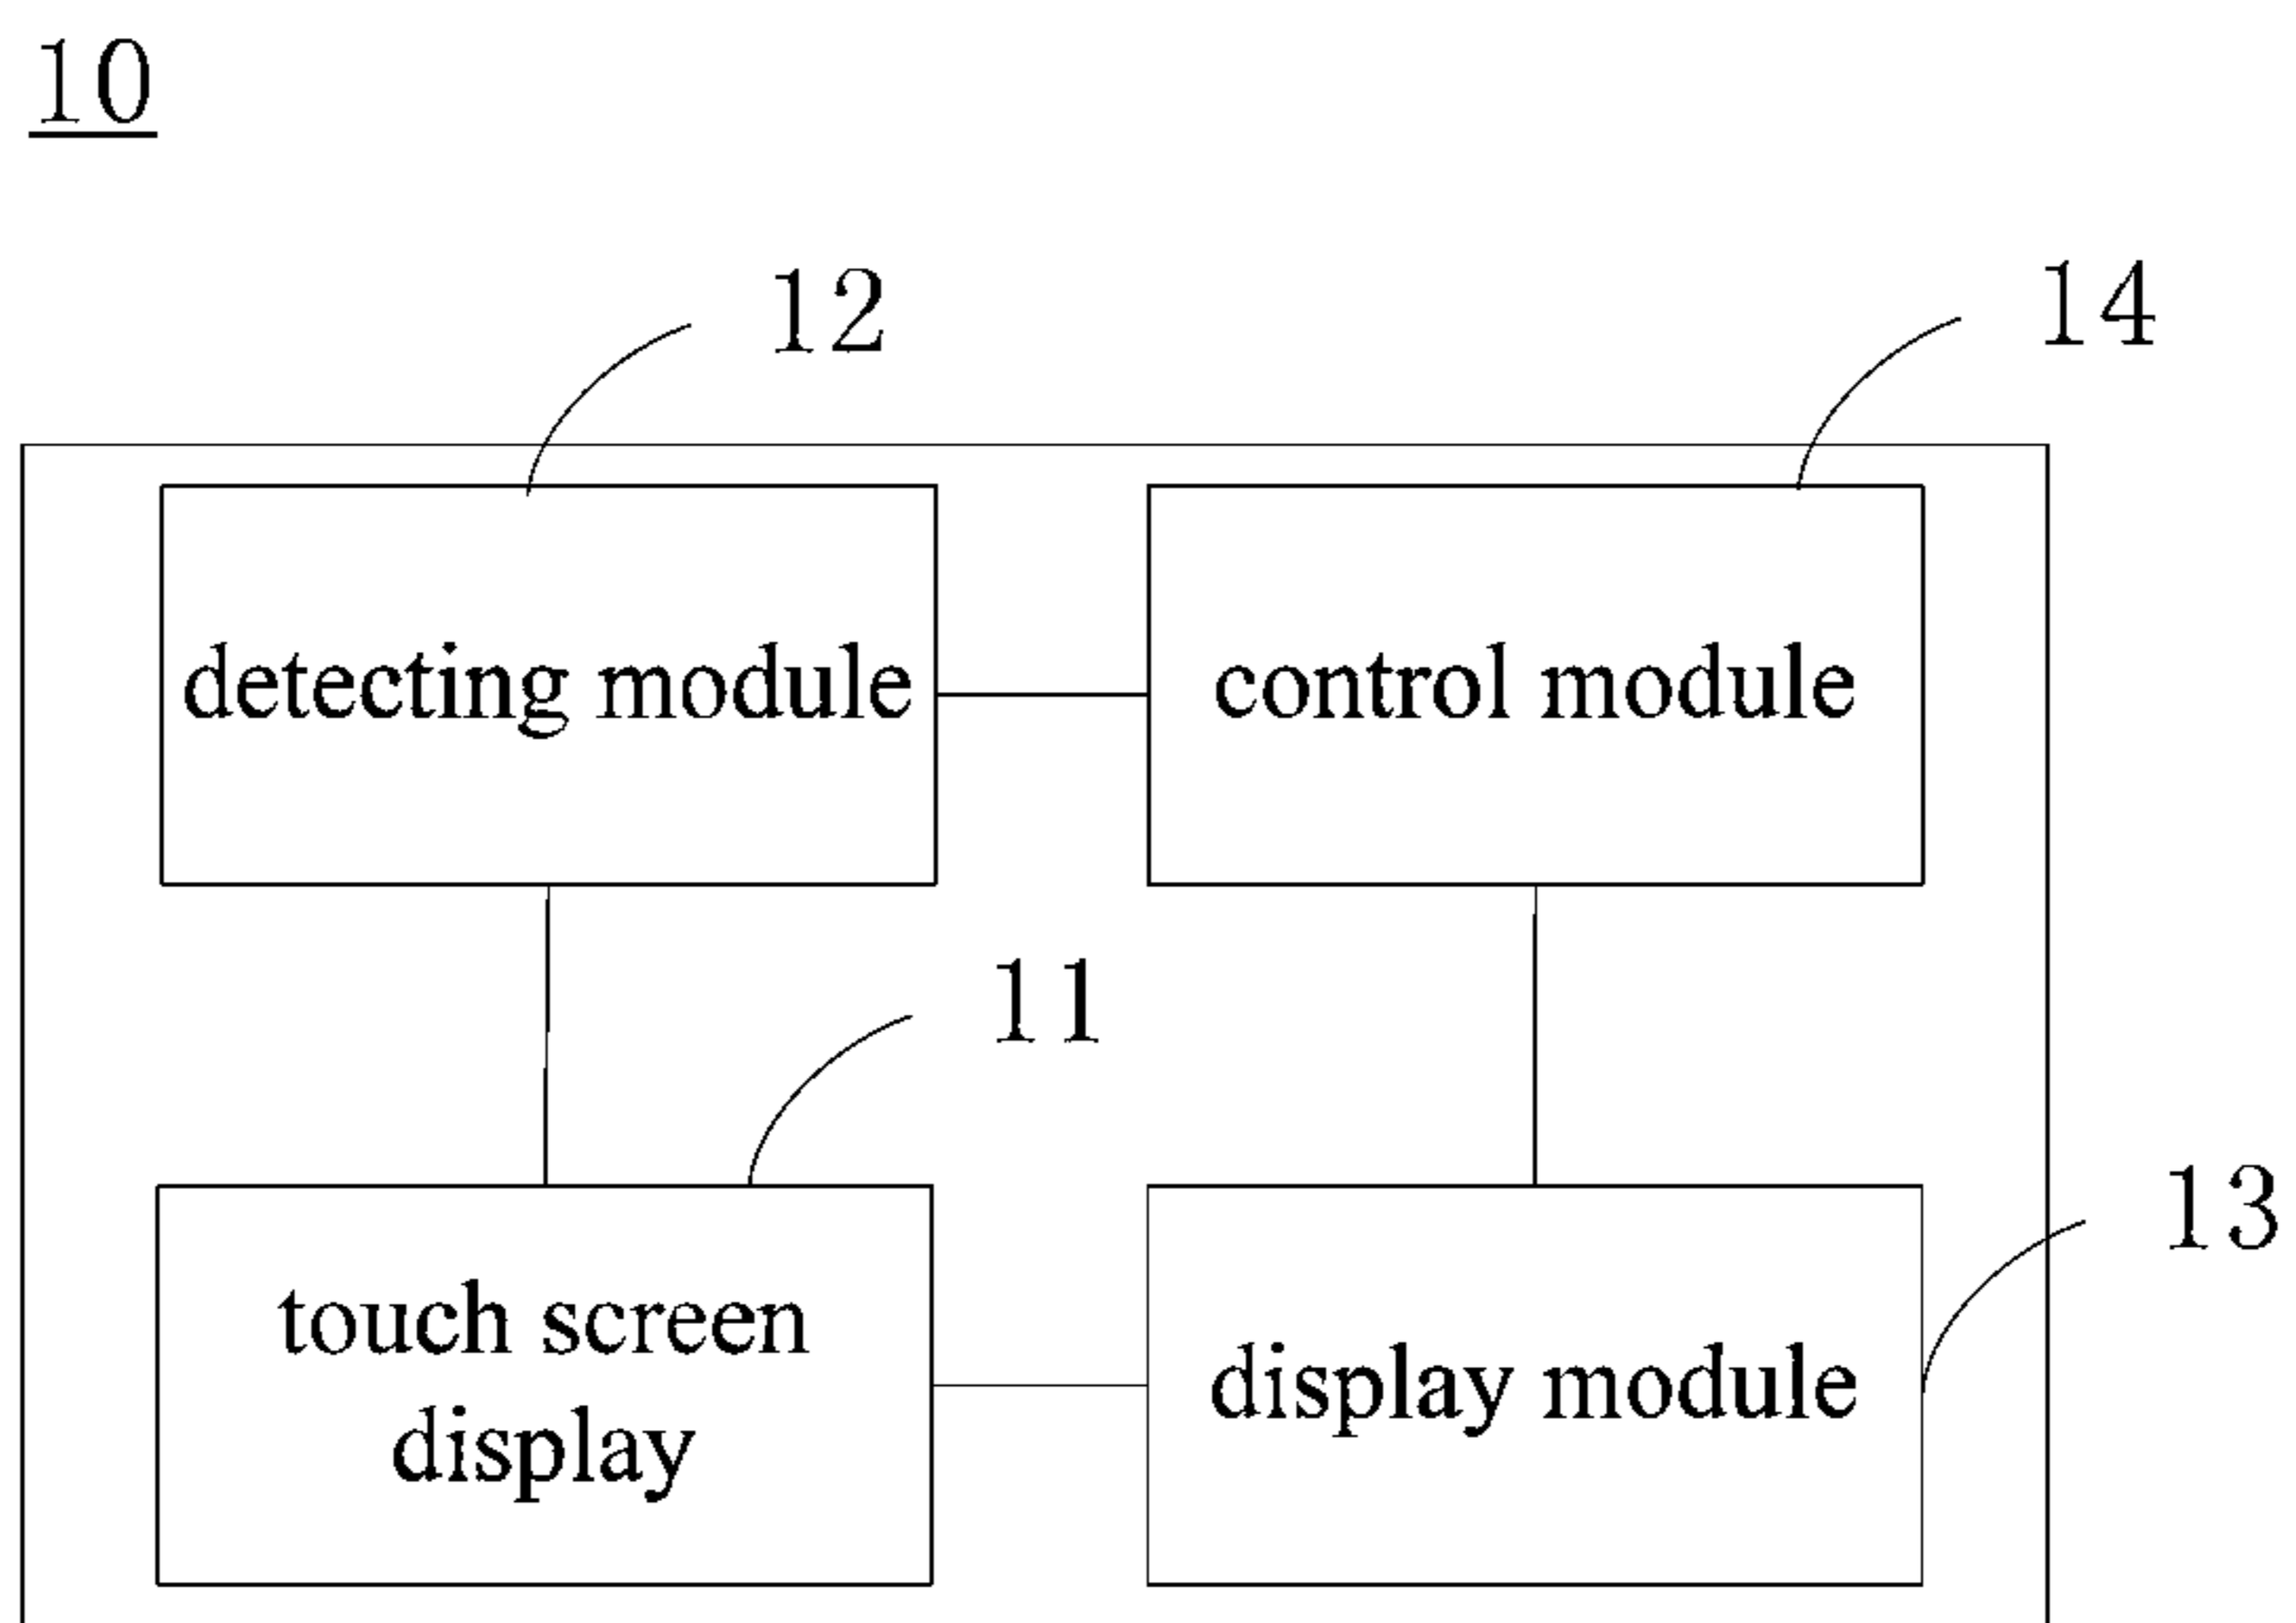 10
12
14
detecting module
control module
11
13
touch screen
display
display module